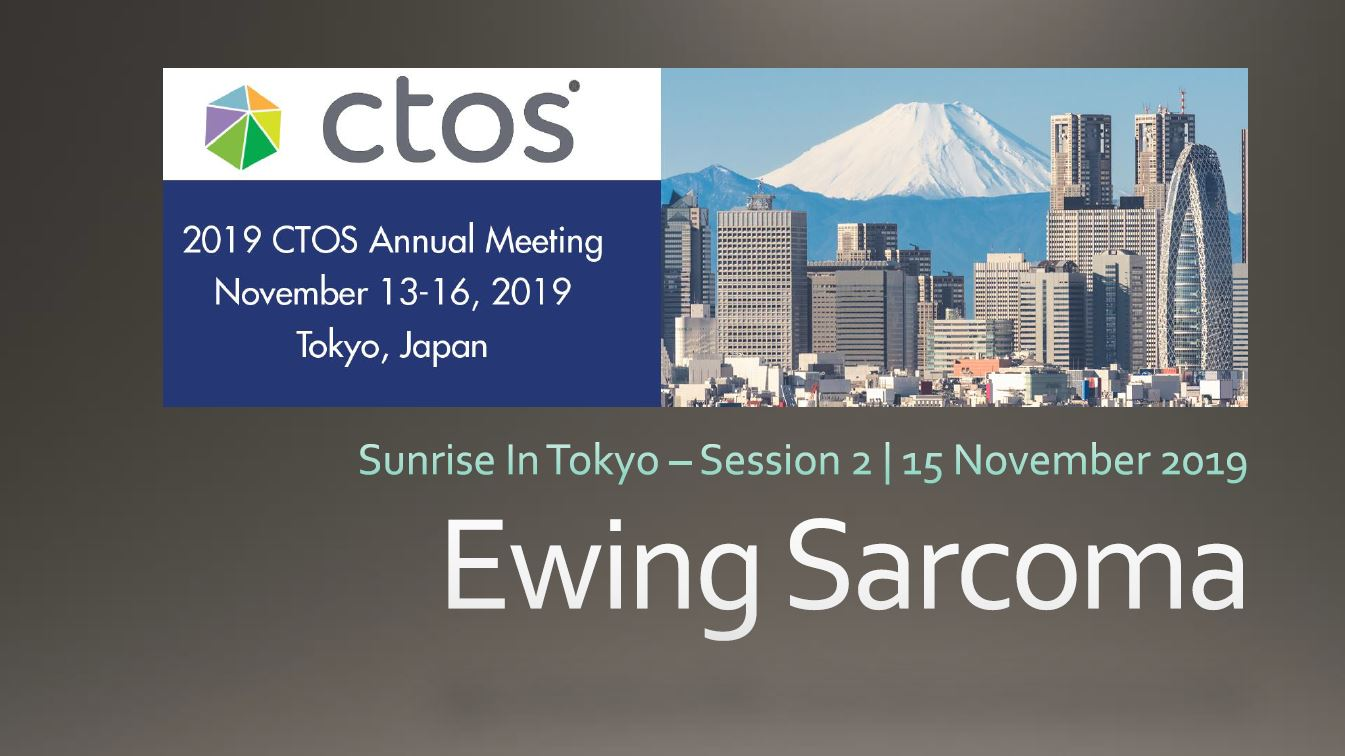 ctos
2019 CTOS Annual Meeting
November 13-16, 2019
Tokyo, Japan
Sunrise In Tokyo – Session 2 | 15 November 2019
Ewing Sarcoma